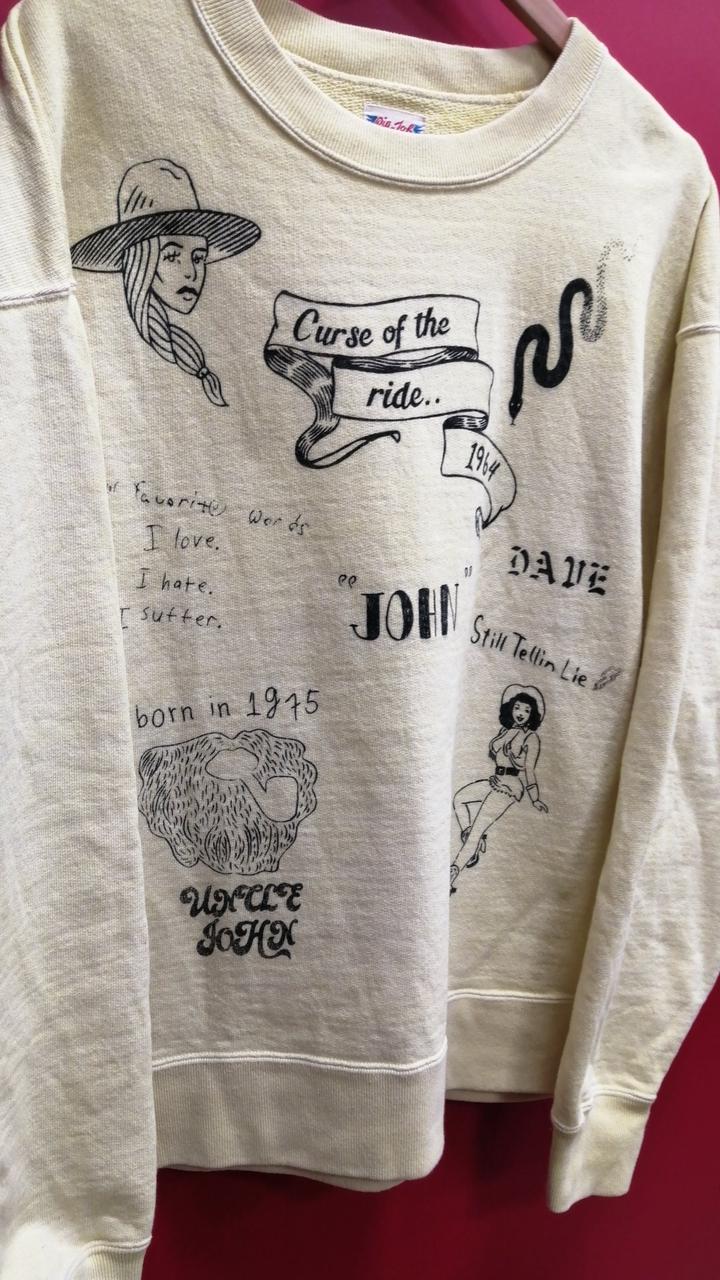 Curse of the
ride..
1964
Favorit(e) Words
I love.
I hate.
I suffer.
DAVE
"JOHN"
Still Tellin Lie
born in 1975
UNCLE
JOHN